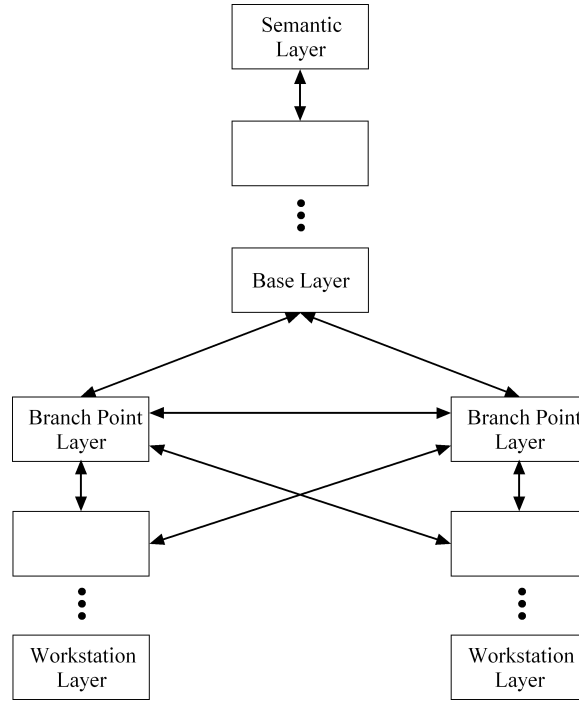 Semantic
Layer
Base Layer
Branch Point
Layer
Branch Point
Layer
Workstation
Layer
Workstation
Layer